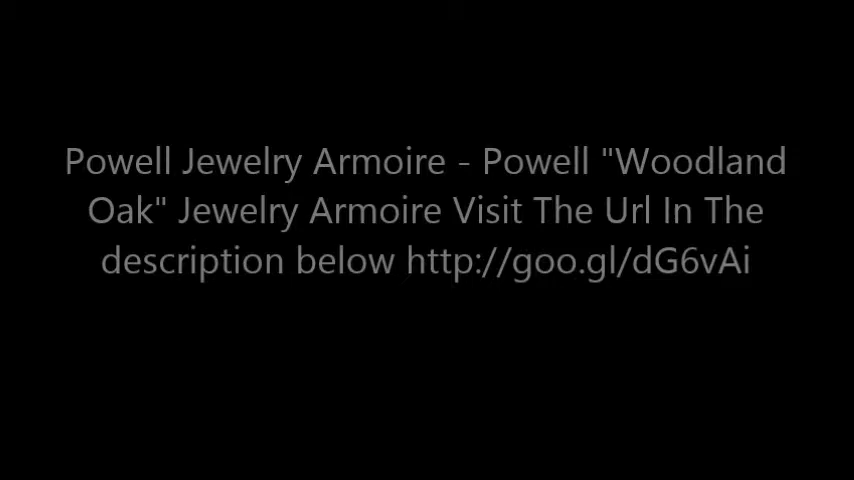 Powell Jewelry Armoire - Powell "Woodland
Oak" Jewelry Armoire Visit The Url In The
description below http://goo.gl/dG6vAi